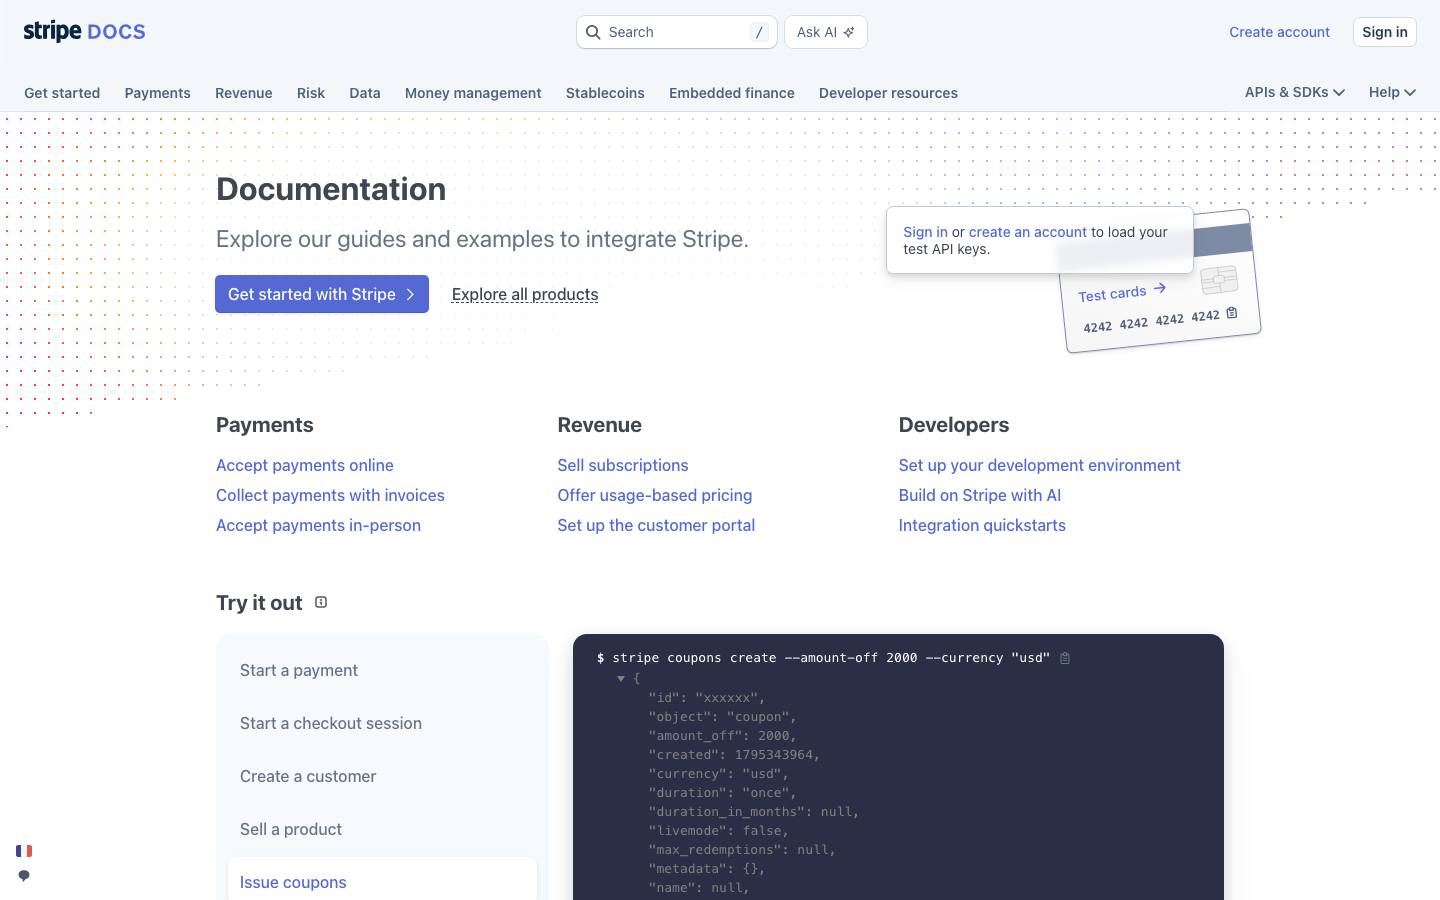 stripe DOCS
Search /
Ask AI
Create account
Sign in
Get started
Payments
Revenue
Risk
Data
Money management
Stablecoins
Embedded finance
Developer resources
APIs & SDKs
Help
Documentation
Explore our guides and examples to integrate Stripe.
Get started with Stripe
Explore all products
Sign in or create an account to load your
test API keys.
Test cards
4242 4242 4242 4242
Payments
Accept payments online
Collect payments with invoices
Accept payments in-person
Revenue
Sell subscriptions
Offer usage-based pricing
Set up the customer portal
Developers
Set up your development environment
Build on Stripe with AI
Integration quickstarts
Try it out
Start a payment
Start a checkout session
Create a customer
Sell a product
Issue coupons
$ stripe coupons create --amount-off 2000 --currency "usd"
{
"id": "xxxxxx",
"object": "coupon",
"amount_off": 2000,
"created": 1795343964,
"currency": "usd",
"duration": "once",
"duration_in_months": null,
"livemode": false,
"max_redemptions": null,
"metadata": {},
"name": null,